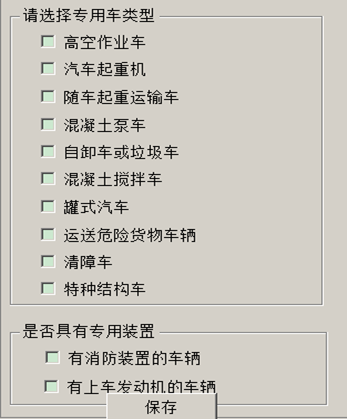 请选择专用车类型
高空作业车
汽车起重机
随车起重运输车
混凝土泵车
自卸车或垃圾车
混凝土搅拌车
罐式汽车
运送危险货物车辆
清障车
特种结构车
是否具有专用装置
有消防装置的车辆
有上车发动机的车辆
保存